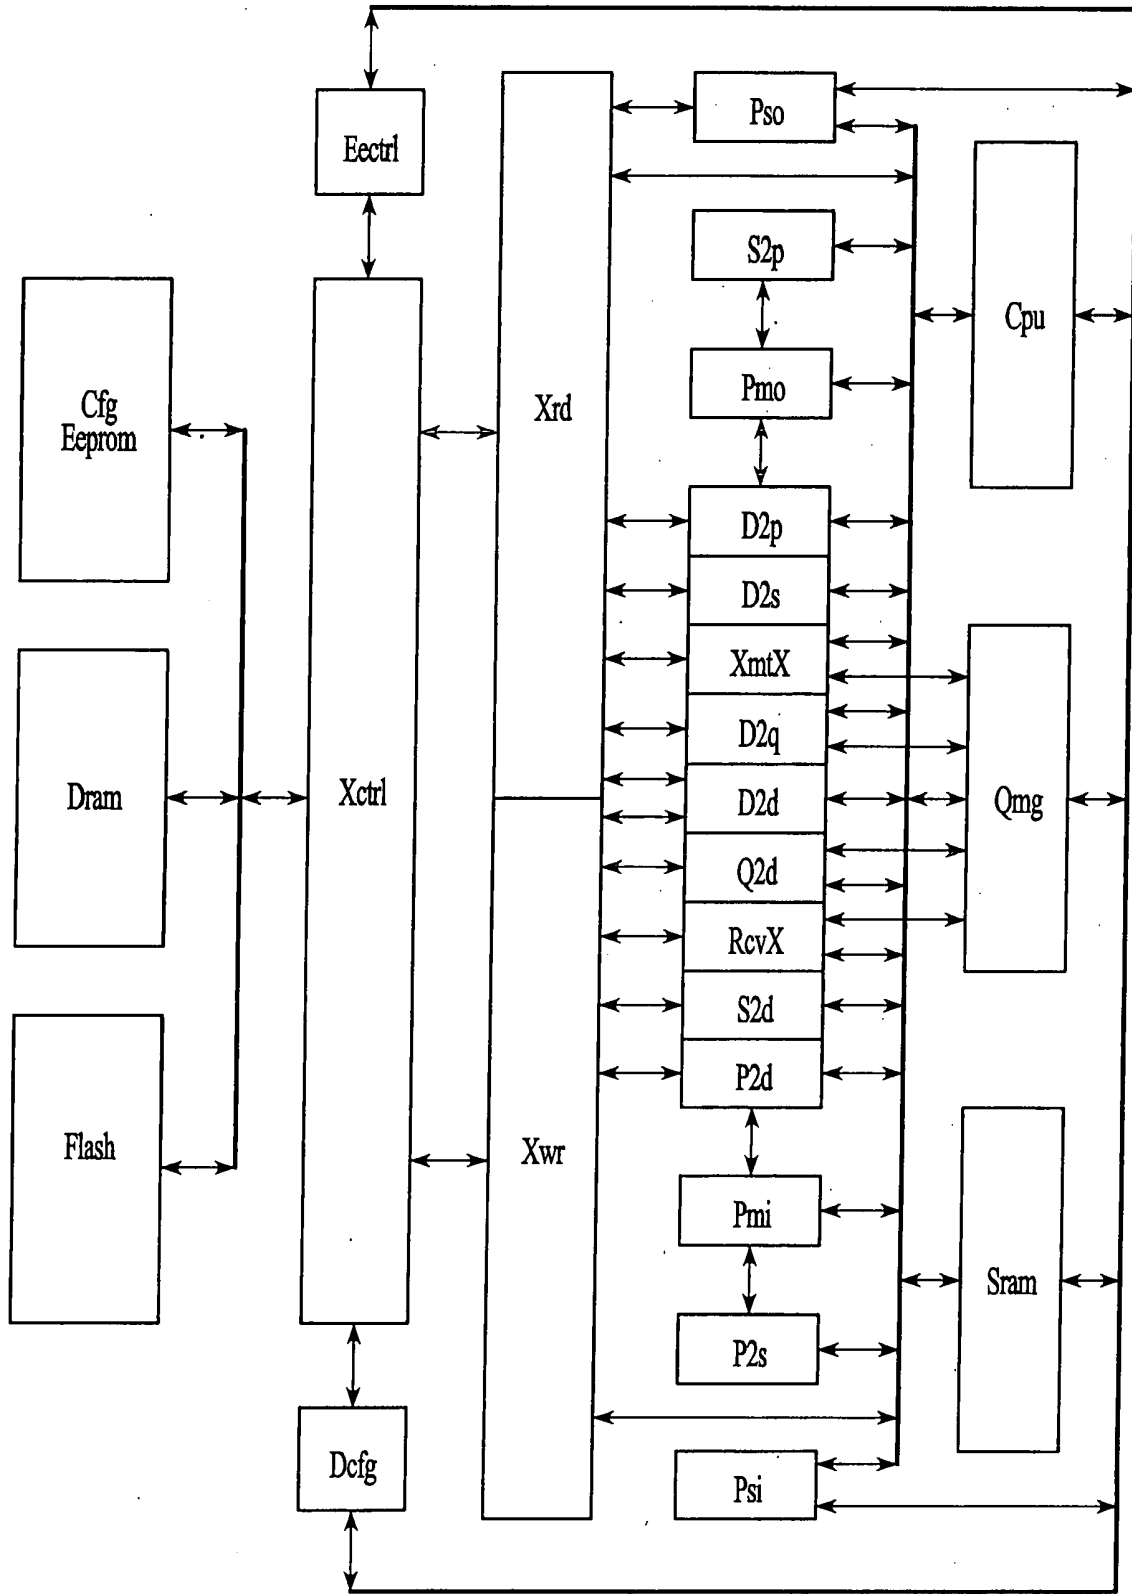 Eectrl
Pso
S2p
Cpu
Pmo
Cfg
Eeprom
Xrd
D2p
D2s
XmtX
D2q
Dram
Xctrl
D2d
Qmg
Q2d
RcvX
S2d
P2d
Flash
Xwr
Pmi
Sram
P2s
Dcfg
Psi